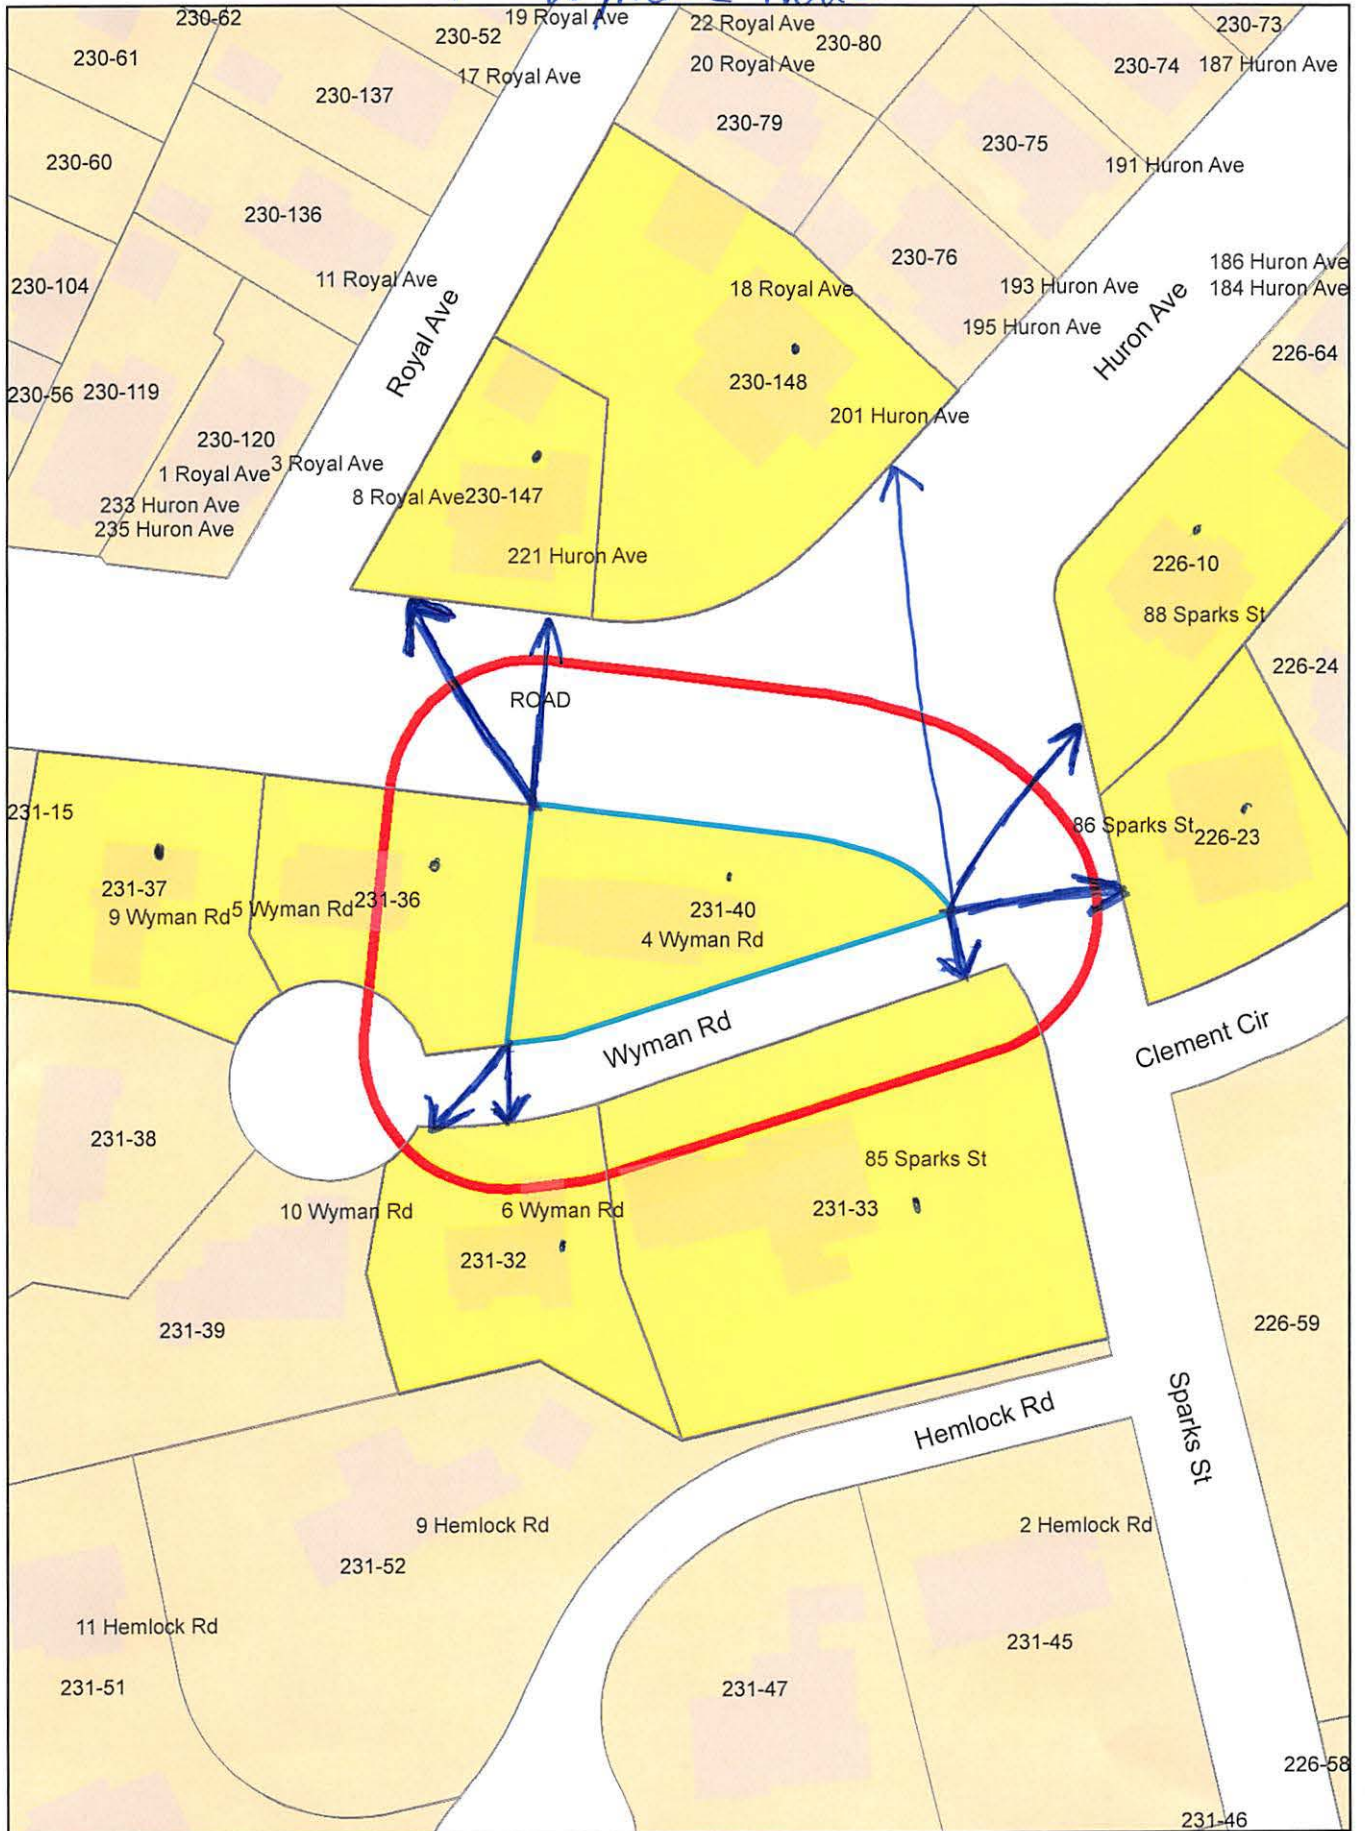 230-62
19 Royal Ave
22 Royal Ave
230-73
230-61
230-52
230-80
20 Royal Ave
230-74
187 Huron Ave
17 Royal Ave
230-137
230-79
230-75
230-60
191 Huron Ave
230-136
230-76
186 Huron Ave
11 Royal Ave
18 Royal Ave
193 Huron Ave
184 Huron Ave
230-104
Royal Ave
195 Huron Ave
Huron Ave
226-64
230-56
230-119
230-148
201 Huron Ave
230-120
1 Royal Ave
3 Royal Ave
8 Royal Ave
230-147
233 Huron Ave
235 Huron Ave
221 Huron Ave
226-10
88 Sparks St
226-24
ROAD
231-15
86 Sparks St
226-23
231-37
9 Wyman Rd
5 Wyman Rd
231-36
231-40
4 Wyman Rd
Wyman Rd
Clement Cir
231-38
85 Sparks St
10 Wyman Rd
6 Wyman Rd
231-33
231-32
231-39
226-59
Hemlock Rd
Sparks St
9 Hemlock Rd
2 Hemlock Rd
231-52
11 Hemlock Rd
231-45
231-51
231-47
226-58
231-46